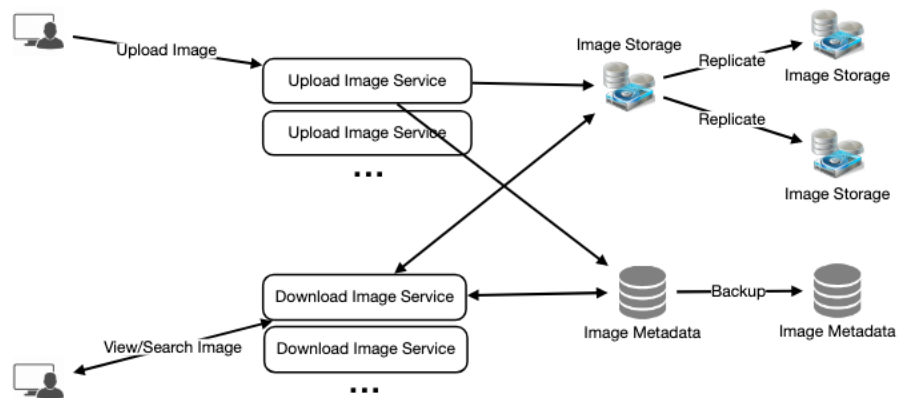 Upload Image
Image Storage
Replicate
Image Storage
Upload Image Service
Replicate
Upload Image Service
...
Image Storage
Download Image Service
Backup
Image Metadata
Image Metadata
View/Search Image
Download Image Service
...